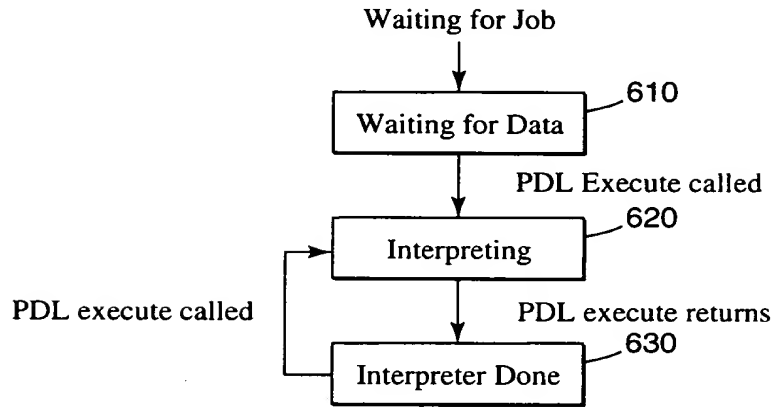 Waiting for Job
610
Waiting for Data
PDL Execute called
620
Interpreting
PDL execute called
PDL execute returns
630
Interpreter Done